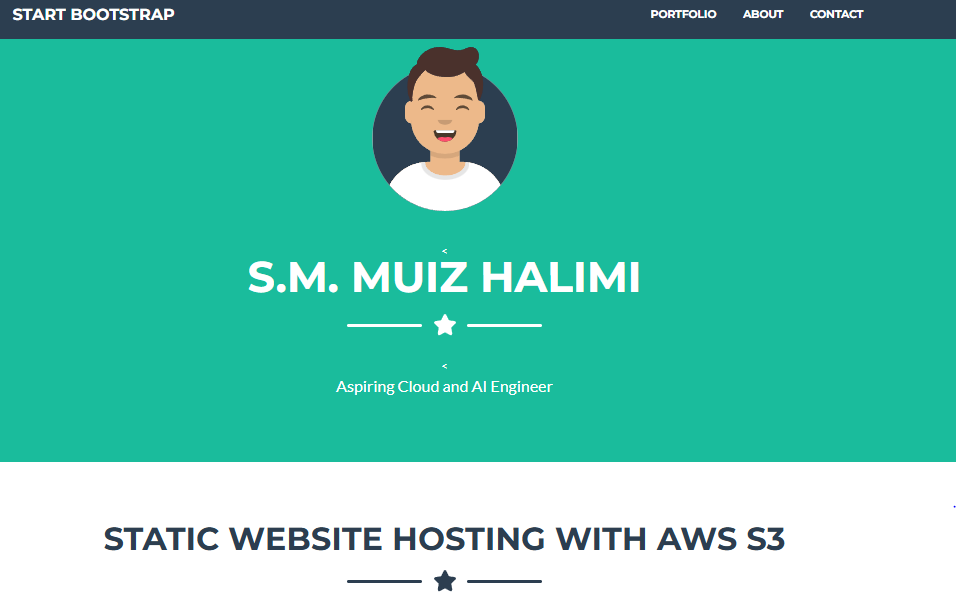 START BOOTSTRAP
PORTFOLIO ABOUT CONTACT
<
S.M. MUIZ HALIMI
<
Aspiring Cloud and AI Engineer
STATIC WEBSITE HOSTING WITH AWS S3